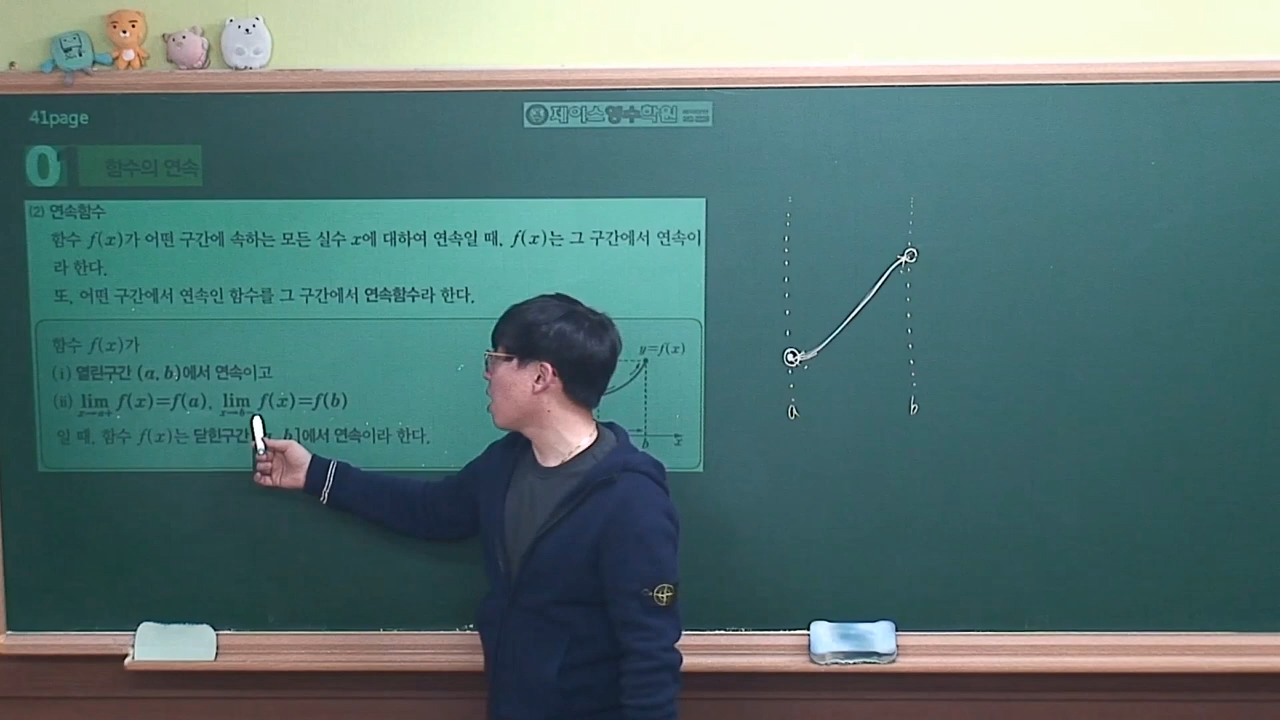 41page
제이스영수학원
01 함수의 연속
(2) 연속함수
함수 f(x)가 어떤 구간에 속하는 모든 실수 x에 대하여 연속일 때, f(x)는 그 구간에서 연속이
라 한다.
또, 어떤 구간에서 연속인 함수를 그 구간에서 연속함수라 한다.
함수 f(x)가
(i) 열린구간 (a, b)에서 연속이고
(ii) lim x→a+ f(x)=f(a), lim x→b- f(x)=f(b)
일 때, 함수 f(x)는 닫힌구간 b]에서 연속이라 한다.
y=f(x)
b x
a b